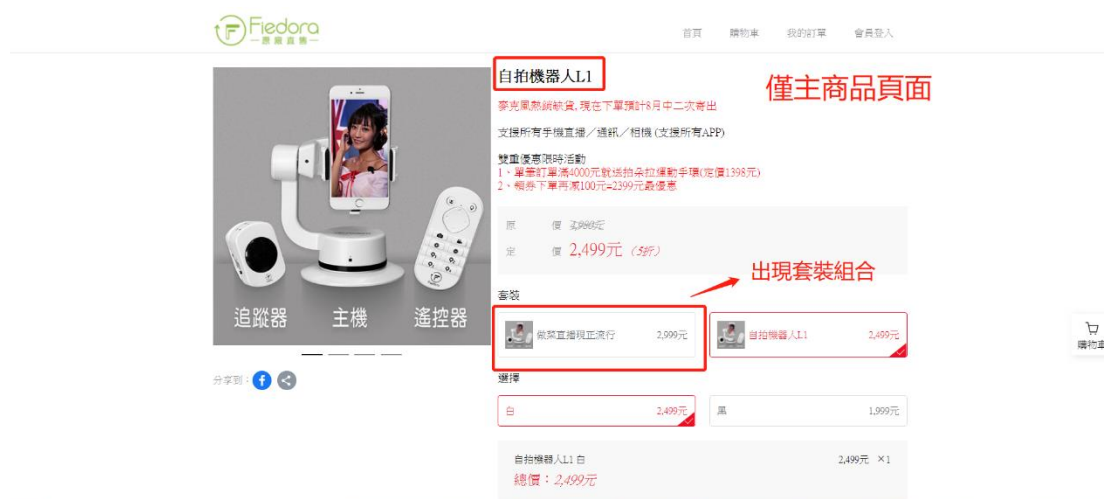 Fiedora
原廠直售
首頁 購物車 我的訂單 會員登入
自拍機器人L1
僅主商品頁面
麥克風熱銷缺貨,現在下單預計8月中二次寄出
支援所有手機直播／通訊／相機 (支援所有APP)
雙重優惠限時活動
1、單筆訂單滿4000元就送拍朵拉運動手環(定價1398元)
2、領券下單再減100元=2399元最優惠
原 價
定 價 2,499元 (5折)
出現套裝組合
套裝
做菜直播現正流行 2,999元
自拍機器人L1 2,499元
追蹤器 主機 遙控器
購物車
分享到：
選擇
白 2,499元
黑 1,999元
自拍機器人L1 白 2,499元 ×1
總價：2,499元